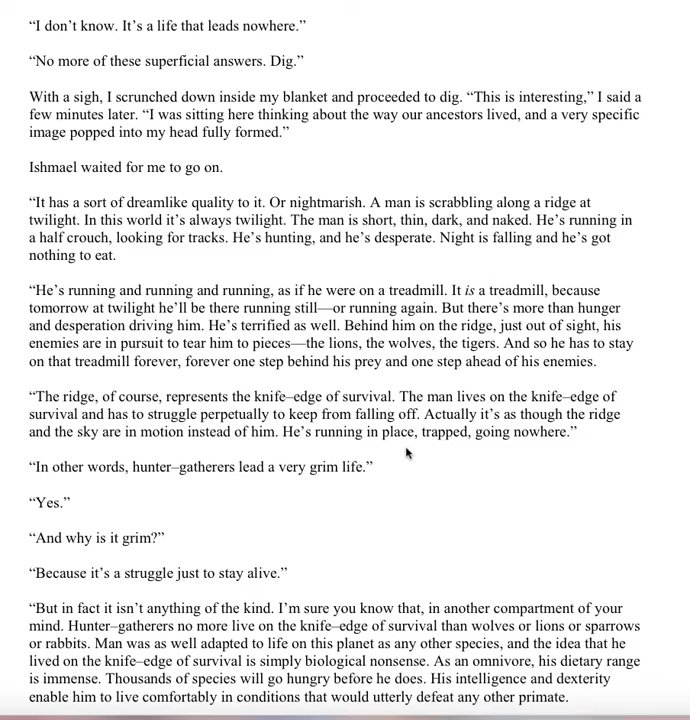 “I don’t know. It’s a life that leads nowhere.”
“No more of these superficial answers. Dig.”
With a sigh, I scrunched down inside my blanket and proceeded to dig. “This is interesting,” I said a
few minutes later. “I was sitting here thinking about the way our ancestors lived, and a very specific
image popped into my head fully formed.”
Ishmael waited for me to go on.
“It has a sort of dreamlike quality to it. Or nightmarish. A man is scrabbling along a ridge at
twilight. In this world it’s always twilight. The man is short, thin, dark, and naked. He’s running in
a half crouch, looking for tracks. He’s hunting, and he’s desperate. Night is falling and he’s got
nothing to eat.
“He’s running and running and running, as if he were on a treadmill. It is a treadmill, because
tomorrow at twilight he’ll be there running still—or running again. But there’s more than hunger
and desperation driving him. He’s terrified as well. Behind him on the ridge, just out of sight, his
enemies are in pursuit to tear him to pieces—the lions, the wolves, the tigers. And so he has to stay
on that treadmill forever, forever one step behind his prey and one step ahead of his enemies.
“The ridge, of course, represents the knife–edge of survival. The man lives on the knife–edge of
survival and has to struggle perpetually to keep from falling off. Actually it’s as though the ridge
and the sky are in motion instead of him. He’s running in place, trapped, going nowhere.”
“In other words, hunter–gatherers lead a very grim life.”
“Yes.”
“And why is it grim?”
“Because it’s a struggle just to stay alive.”
“But in fact it isn’t anything of the kind. I’m sure you know that, in another compartment of your
mind. Hunter–gatherers no more live on the knife–edge of survival than wolves or lions or sparrows
or rabbits. Man was as well adapted to life on this planet as any other species, and the idea that he
lived on the knife–edge of survival is simply biological nonsense. As an omnivore, his dietary range
is immense. Thousands of species will go hungry before he does. His intelligence and dexterity
enable him to live comfortably in conditions that would utterly defeat any other primate.